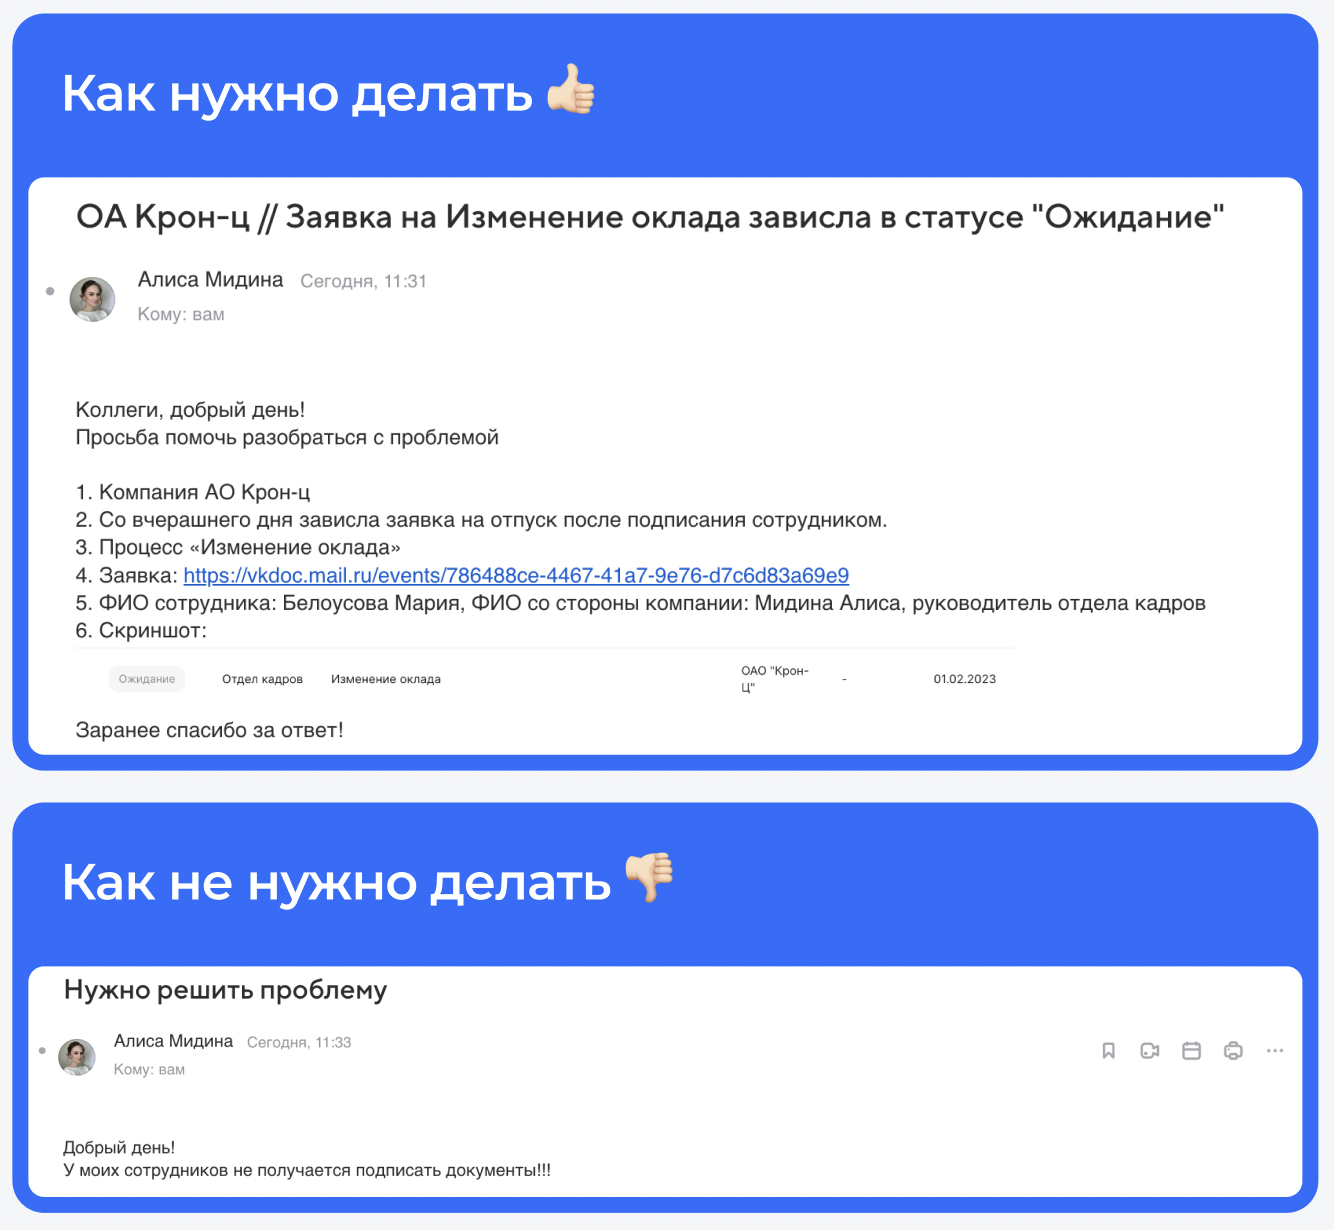 Как нужно делать
ОА Крон-ц // Заявка на Изменение оклада зависла в статусе "Ожидание"
Алиса Мидина Сегодня, 11:31
Кому: вам
Коллеги, добрый день!
Просьба помочь разобраться с проблемой
1. Компания АО Крон-ц
2. Со вчерашнего дня зависла заявка на отпуск после подписания сотрудником.
3. Процесс «Изменение оклада»
4. Заявка: https://vkdoc.mail.ru/events/786488ce-4467-41a7-9e76-d7c6d83a69e9
5. ФИО сотрудника: Белоусова Мария, ФИО со стороны компании: Мидина Алиса, руководитель отдела кадров
6. Скриншот:
Ожидание Отдел кадров Изменение оклада ОАО "Крон-
Ц" - 01.02.2023
Заранее спасибо за ответ!
Как не нужно делать
Нужно решить проблему
Алиса Мидина Сегодня, 11:33
Кому: вам
Добрый день!
У моих сотрудников не получается подписать документы!!!